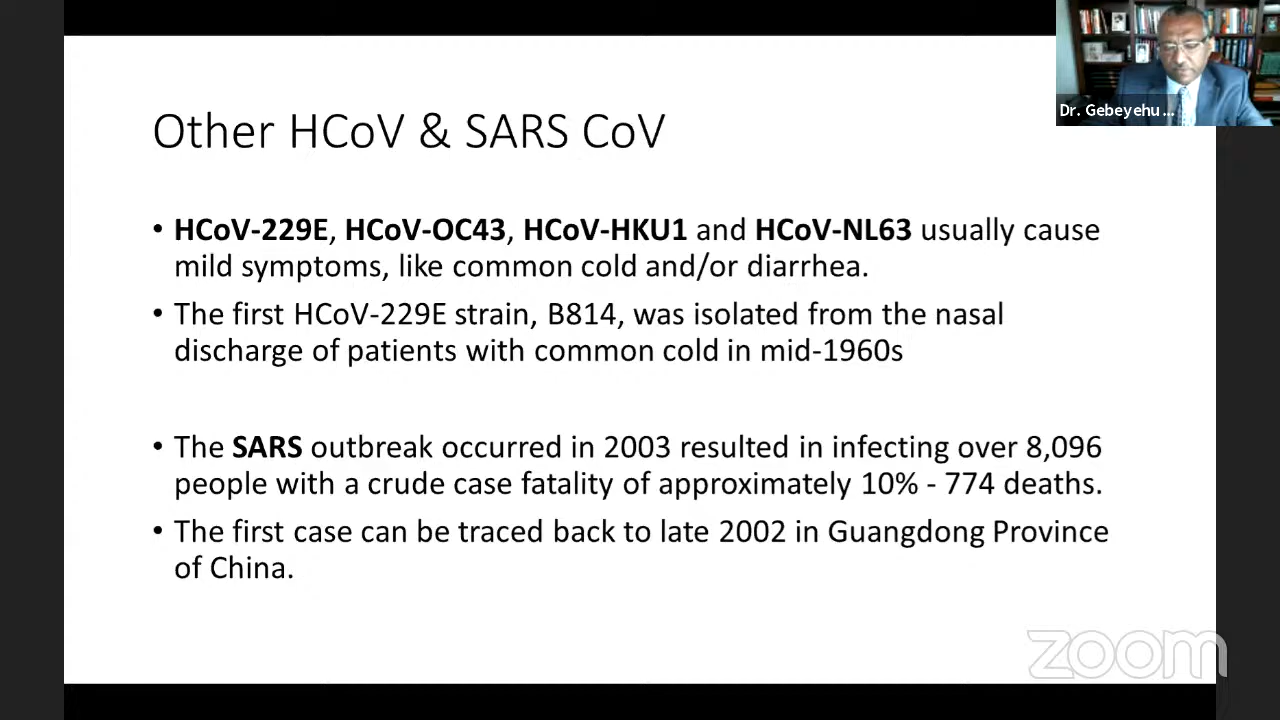 Dr. Gebeyehu ...
Other HCoV & SARS CoV
• HCoV-229E, HCoV-OC43, HCoV-HKU1 and HCoV-NL63 usually cause
mild symptoms, like common cold and/or diarrhea.
• The first HCoV-229E strain, B814, was isolated from the nasal
discharge of patients with common cold in mid-1960s
• The SARS outbreak occurred in 2003 resulted in infecting over 8,096
people with a crude case fatality of approximately 10% - 774 deaths.
• The first case can be traced back to late 2002 in Guangdong Province
of China.
zoom